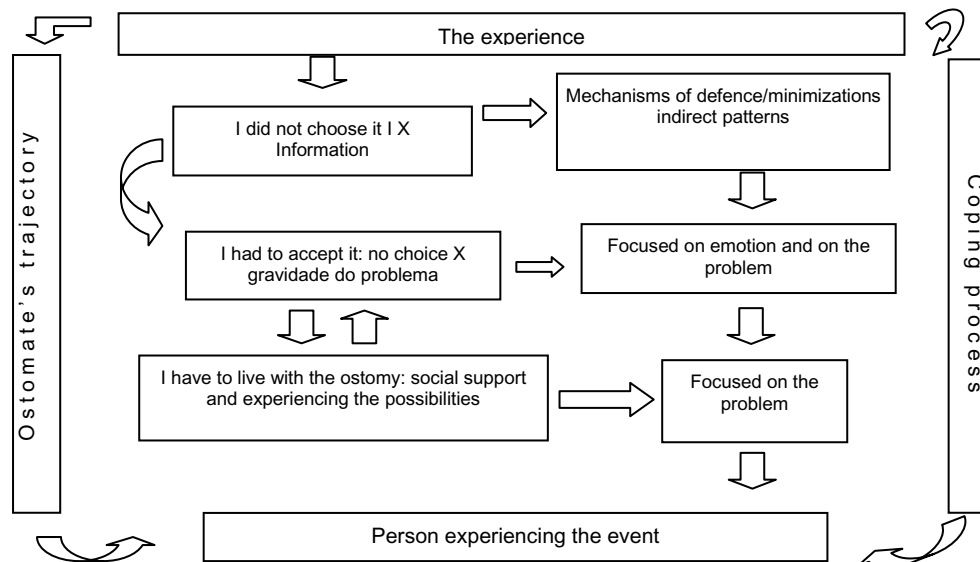 The experience
Ostomate's trajectory
I did not choose it I X
Information
Mechanisms of defence/minimizations
indirect patterns
I had to accept it: no choice X
gravidade do problema
Focused on emotion and on the
problem
I have to live with the ostomy: social support
and experiencing the possibilities
Focused on the
problem
Coping process
Person experiencing the event